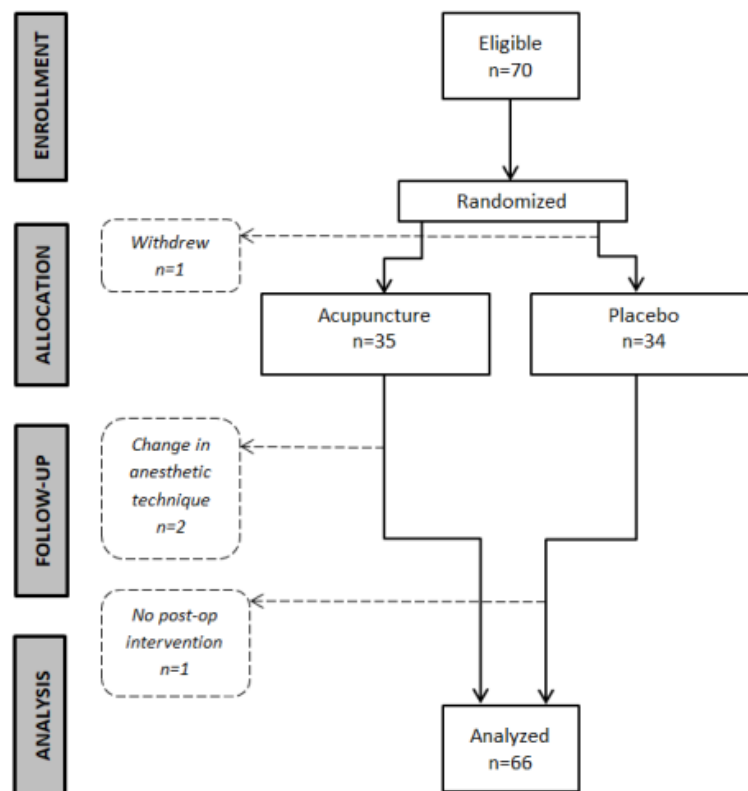 ENROLLMENT
Eligible
n=70
Randomized
ALLOCATION
Withdrew
n=1
Acupuncture
n=35
Placebo
n=34
FOLLOW-UP
Change in
anesthetic
technique
n=2
No post-op
intervention
n=1
ANALYSIS
Analyzed
n=66